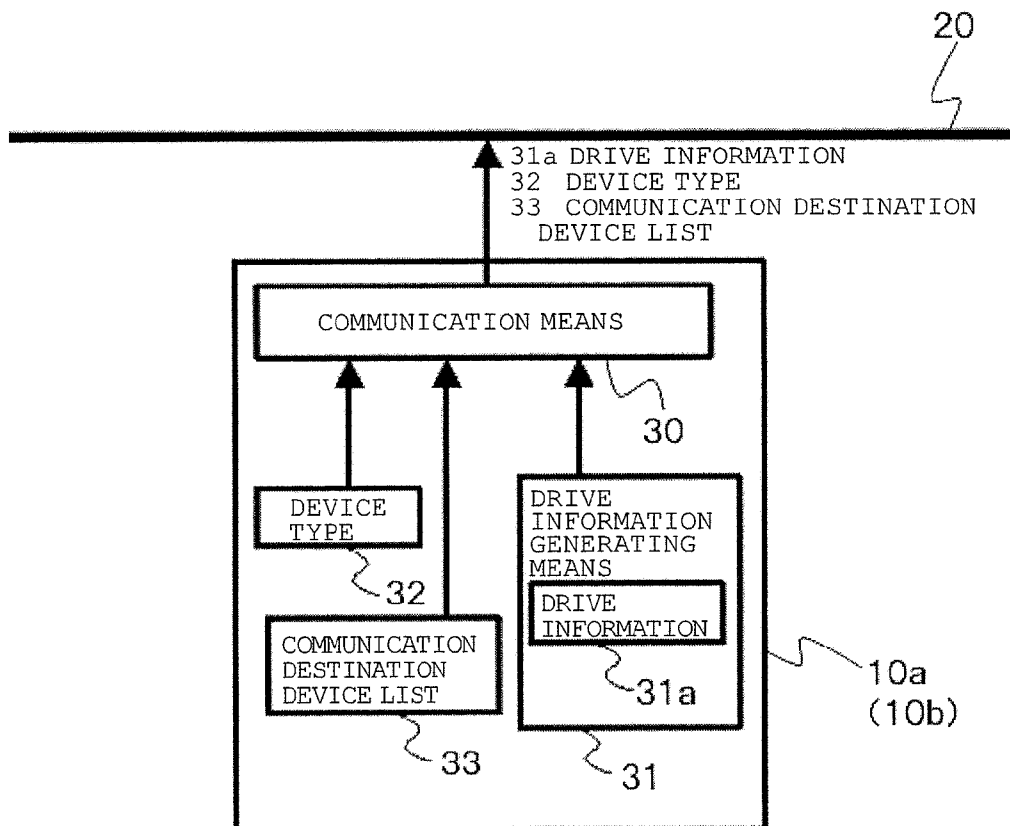 20
31a DRIVE INFORMATION
32 DEVICE TYPE
33 COMMUNICATION DESTINATION
DEVICE LIST
COMMUNICATION MEANS
30
DEVICE
TYPE
32
DRIVE
INFORMATION
GENERATING
MEANS
DRIVE
INFORMATION
31a
31
COMMUNICATION
DESTINATION
DEVICE LIST
33
10a
(10b)